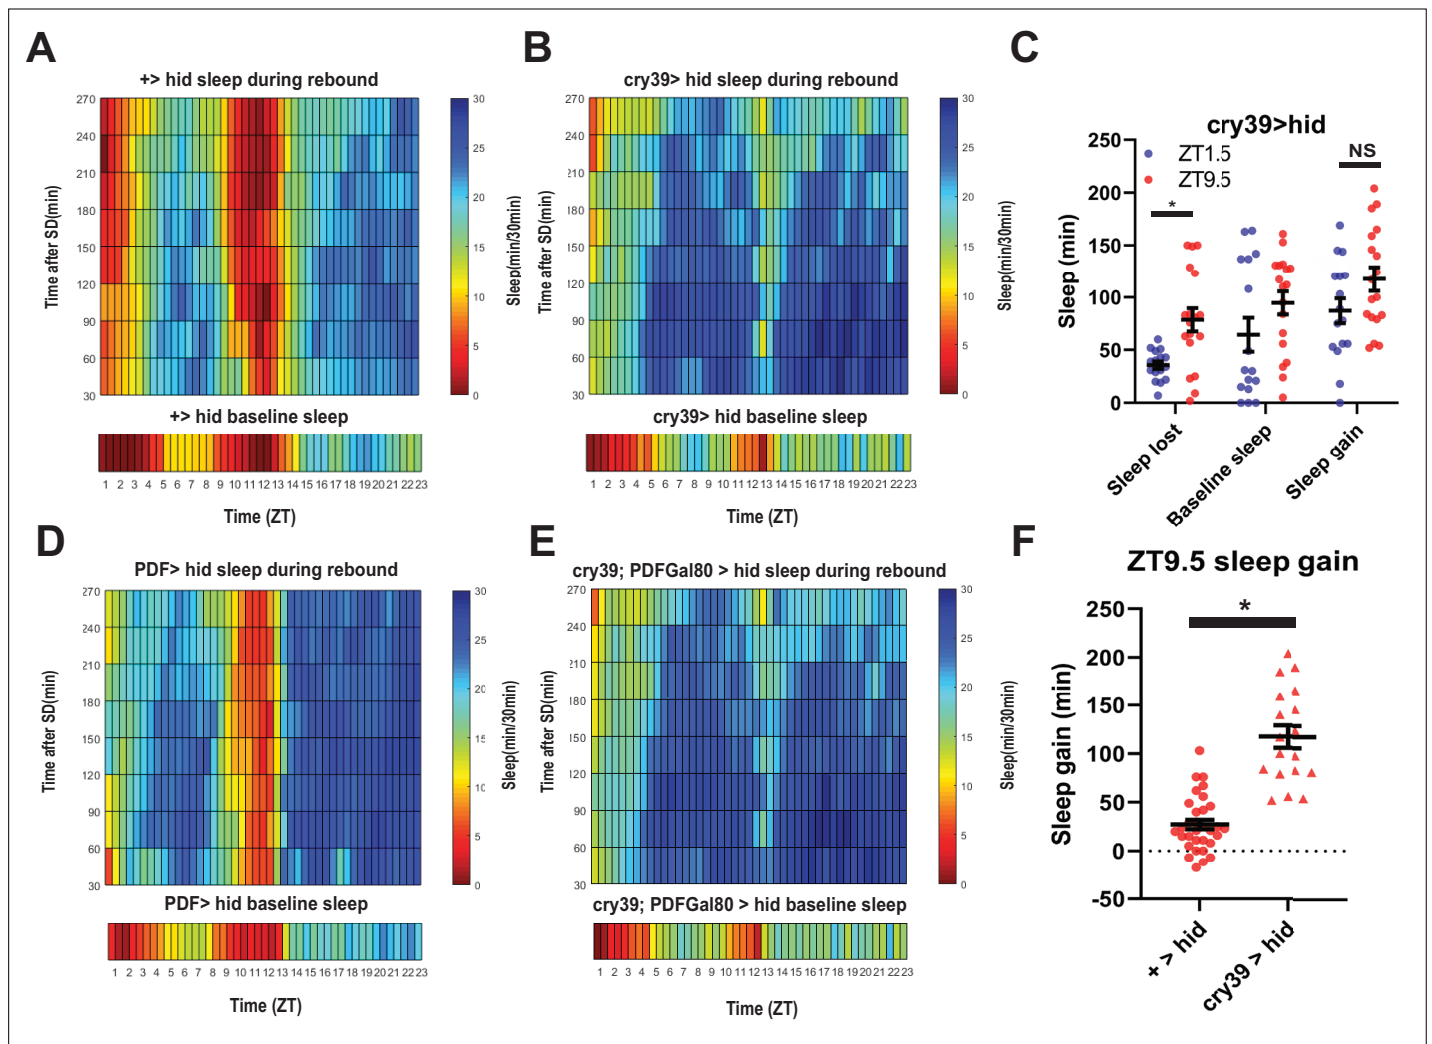 A
+> hid sleep during rebound
270
240
210
180
150
120
90
60
30
Time after SD(min)
30
25
20
15
10
5
0
Sleep(min/30min)
+> hid baseline sleep
1 2 3 4 5 6 7 8 9 10 11 12 13 14 15 16 17 18 19 20 21 22 23
Time (ZT)
B
cry39> hid sleep during rebound
270
240
210
180
150
120
90
60
30
Time after SD(min)
30
25
20
15
10
5
0
Sleep(min/30min)
cry39> hid baseline sleep
1 2 3 4 5 6 7 8 9 10 11 12 13 14 15 16 17 18 19 20 21 22 23
Time (ZT)
C
cry39>hid
ZT1.5
ZT9.5
*
NS
250
200
150
100
50
0
Sleep (min)
Sleep lost
Baseline sleep
Sleep gain
D
PDF> hid sleep during rebound
270
240
210
180
150
120
90
60
30
Time after SD(min)
30
25
20
15
10
5
0
Sleep(min/30min)
PDF> hid baseline sleep
1 2 3 4 5 6 7 8 9 10 11 12 13 14 15 16 17 18 19 20 21 22 23
Time (ZT)
E
cry39; PDFGal80 > hid sleep during rebound
270
240
210
180
150
120
90
60
30
Time after SD(min)
30
25
20
15
10
5
0
Sleep(min/30min)
cry39; PDFGal80 > hid baseline sleep
1 2 3 4 5 6 7 8 9 10 11 12 13 14 15 16 17 18 19 20 21 22 23
Time (ZT)
F
ZT9.5 sleep gain
*
250
200
150
100
50
0
-50
Sleep gain (min)
+ > hid
cry39 > hid